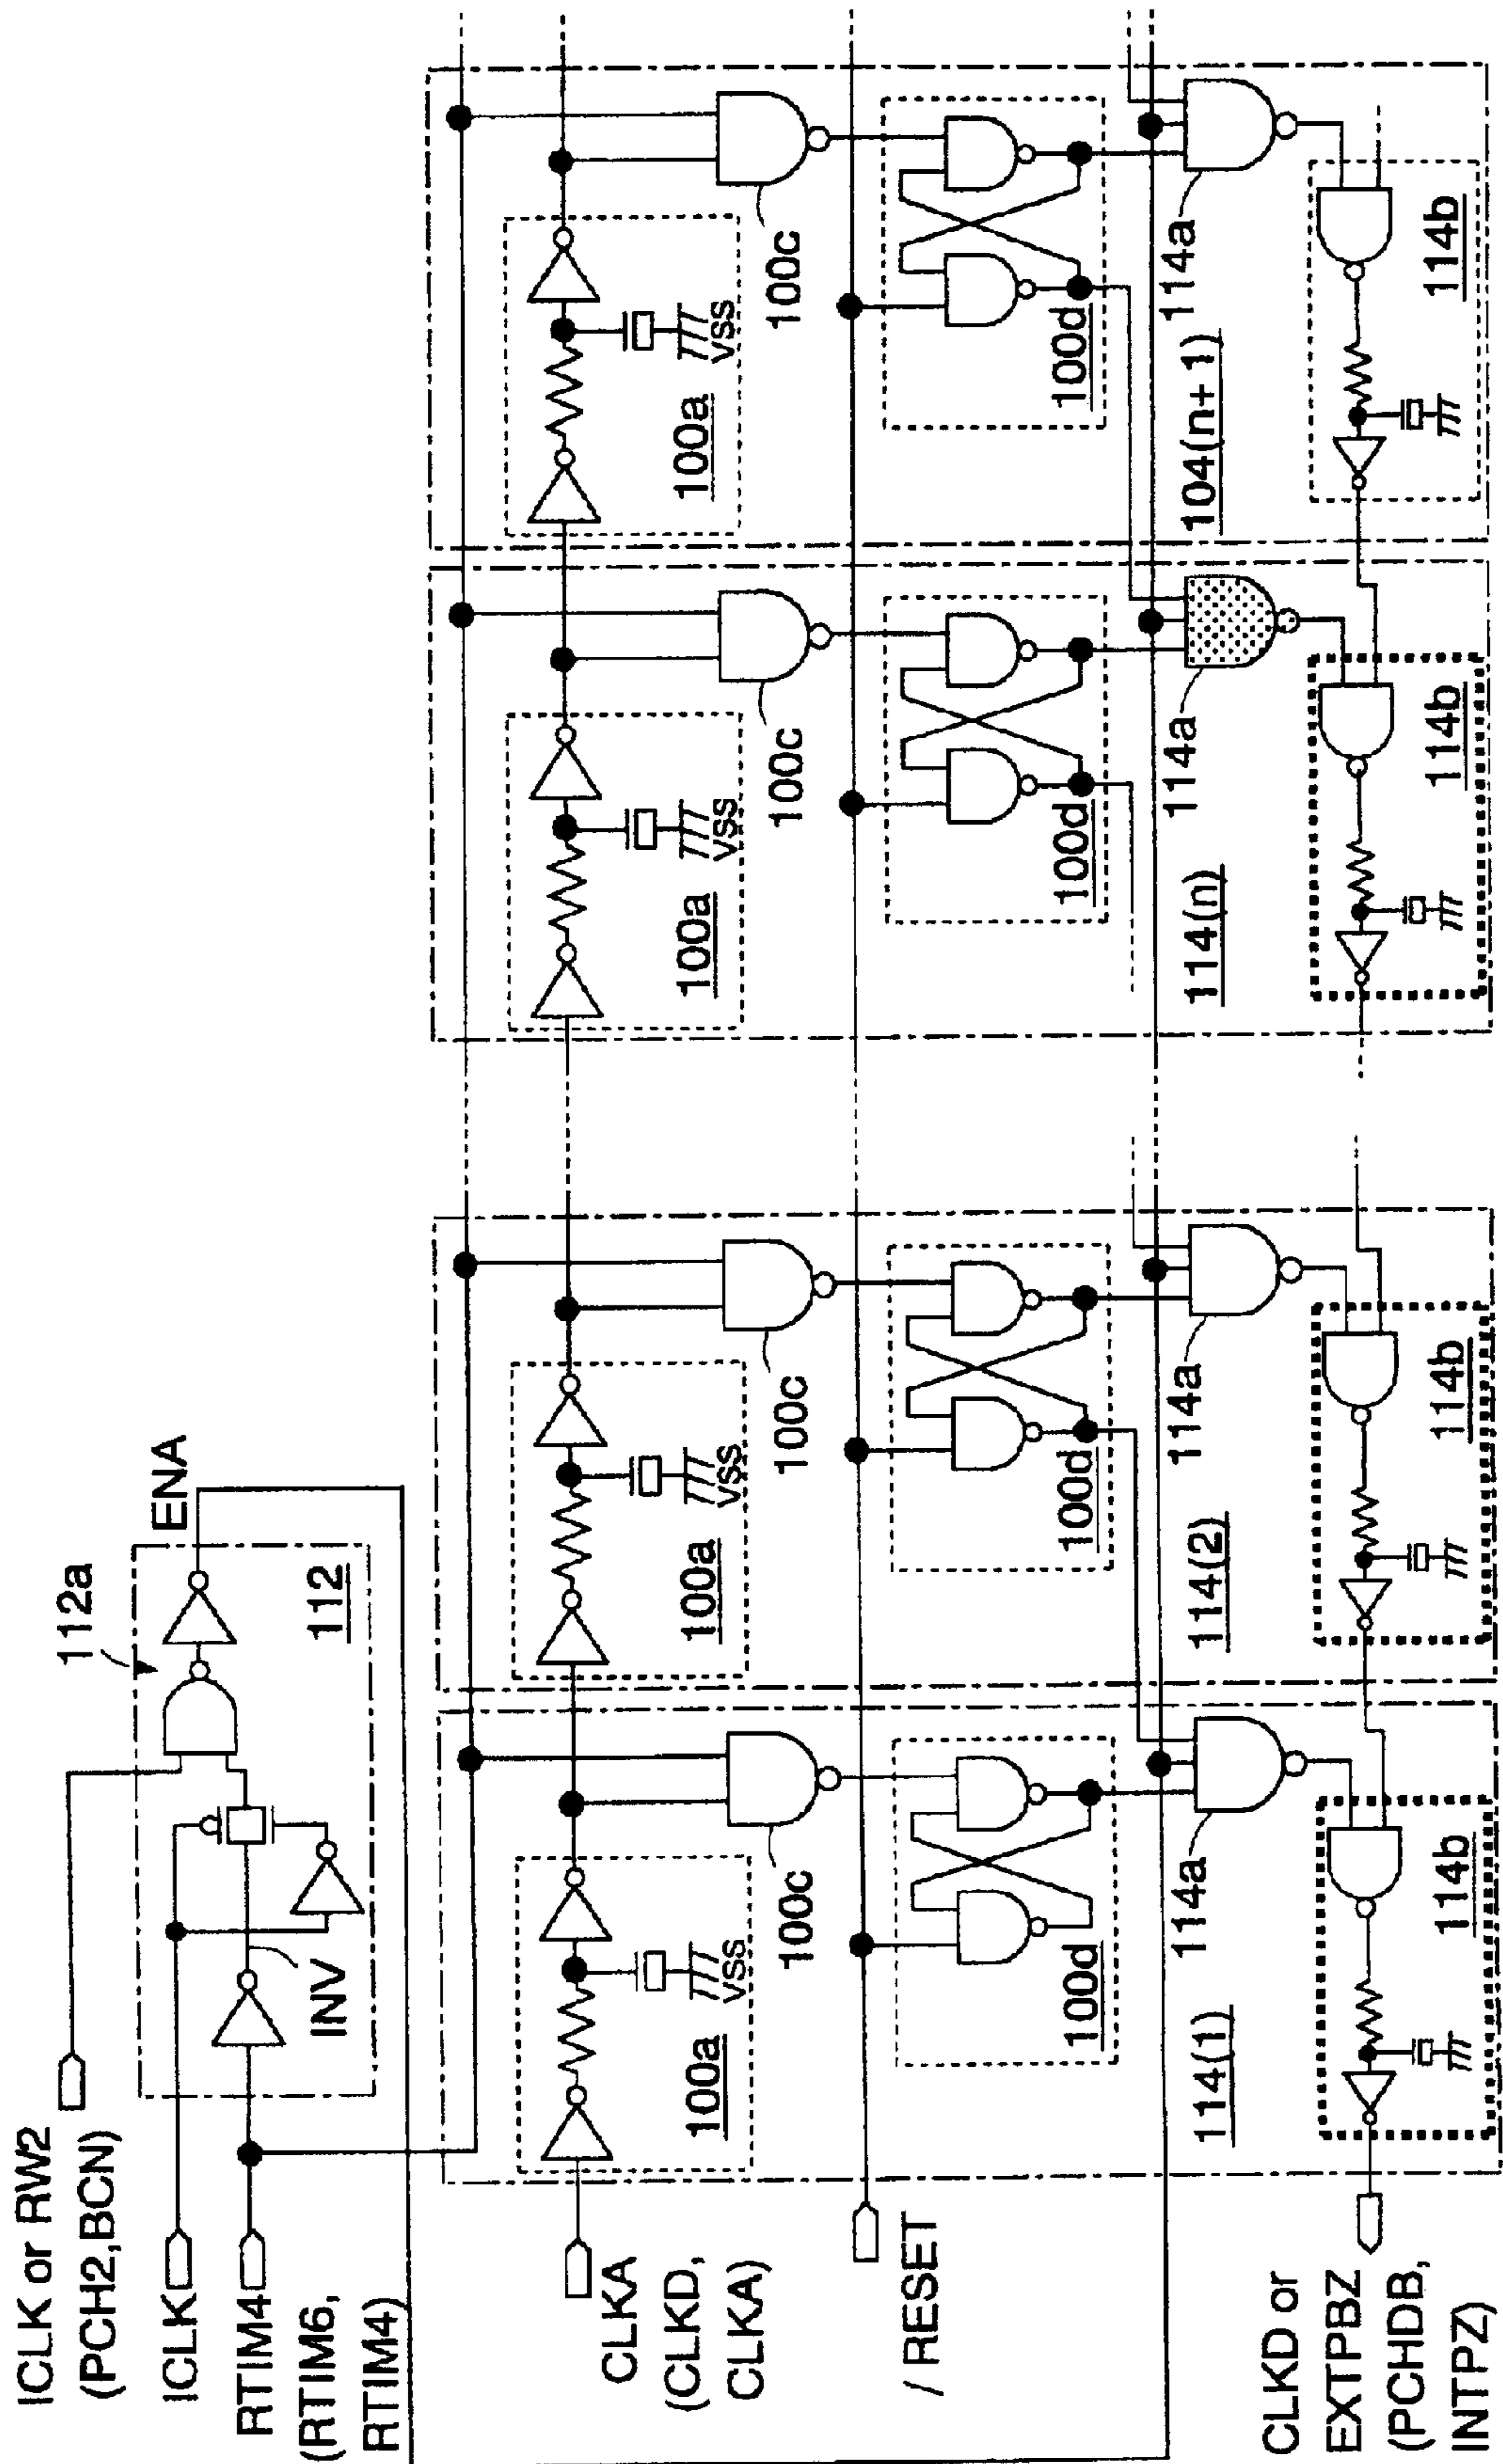 ICLK or RW2
(PCH2,BCN)
ICLK
RTIM4
(RTIM6,
RTIM4)
112a
ENA
INV
112
CLKA
(CLKD,
CLKA)
100a
VSS
100a
VSS
100a
VSS
100a
VSS
100c
100c
100c
100c
/ RESET
100d
100d
100d
100d
114(1)
114a
114(2)
114a
114(n)
114a
104(n+1)
114a
CLKD or
EXTPBZ
(PCHDB,
INTPZ)
114b
114b
114b
114b